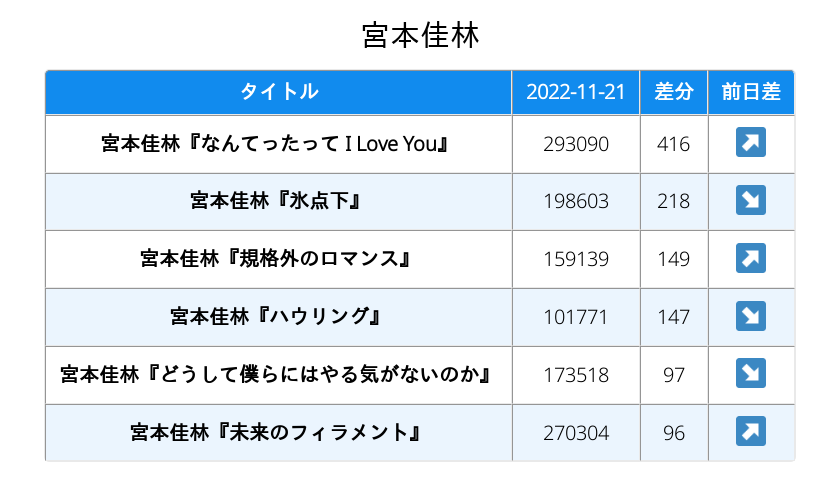 宮本佳林
タイトル 2022-11-21 差分 前日差
宮本佳林『なんてったって I Love You』 293090 416 ↗
宮本佳林『氷点下』 198603 218 ↘
宮本佳林『規格外のロマンス』 159139 149 ↗
宮本佳林『ハウリング』 101771 147 ↘
宮本佳林『どうして僕らにはやる気がないのか』 173518 97 ↘
宮本佳林『未来のフィラメント』 270304 96 ↗